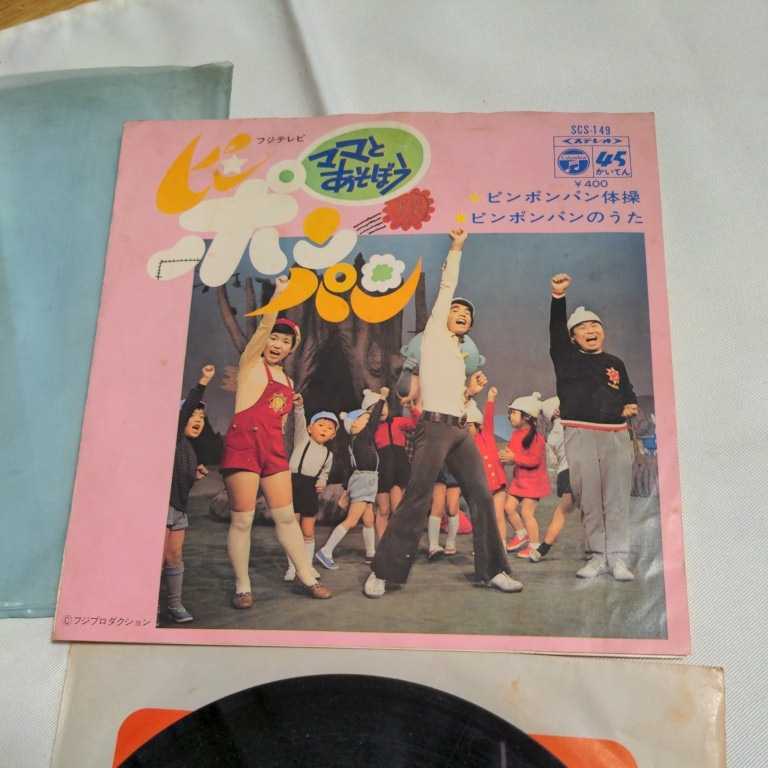 フジテレビ
ママと
あそぼう
ピンポンパン
SCS-149
ステレオ
Columbia
45
かいてん
¥400
ピンポンパン体操
ピンポンパンのうた
©フジプロダクション